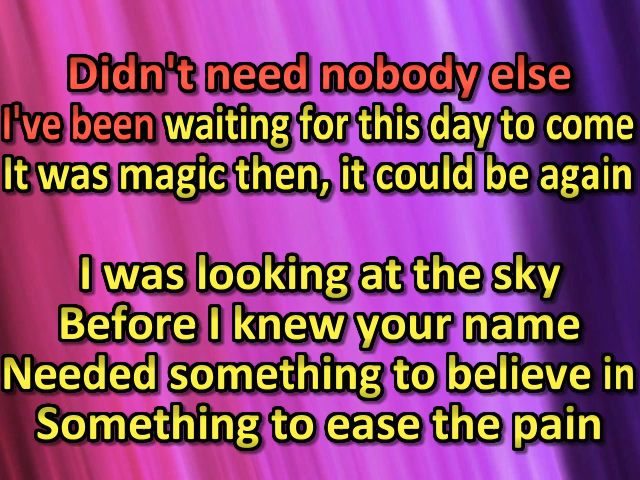 Didn't need nobody else
I've been waiting for this day to come
It was magic then, it could be again
I was looking at the sky
Before I knew your name
Needed something to believe in
Something to ease the pain